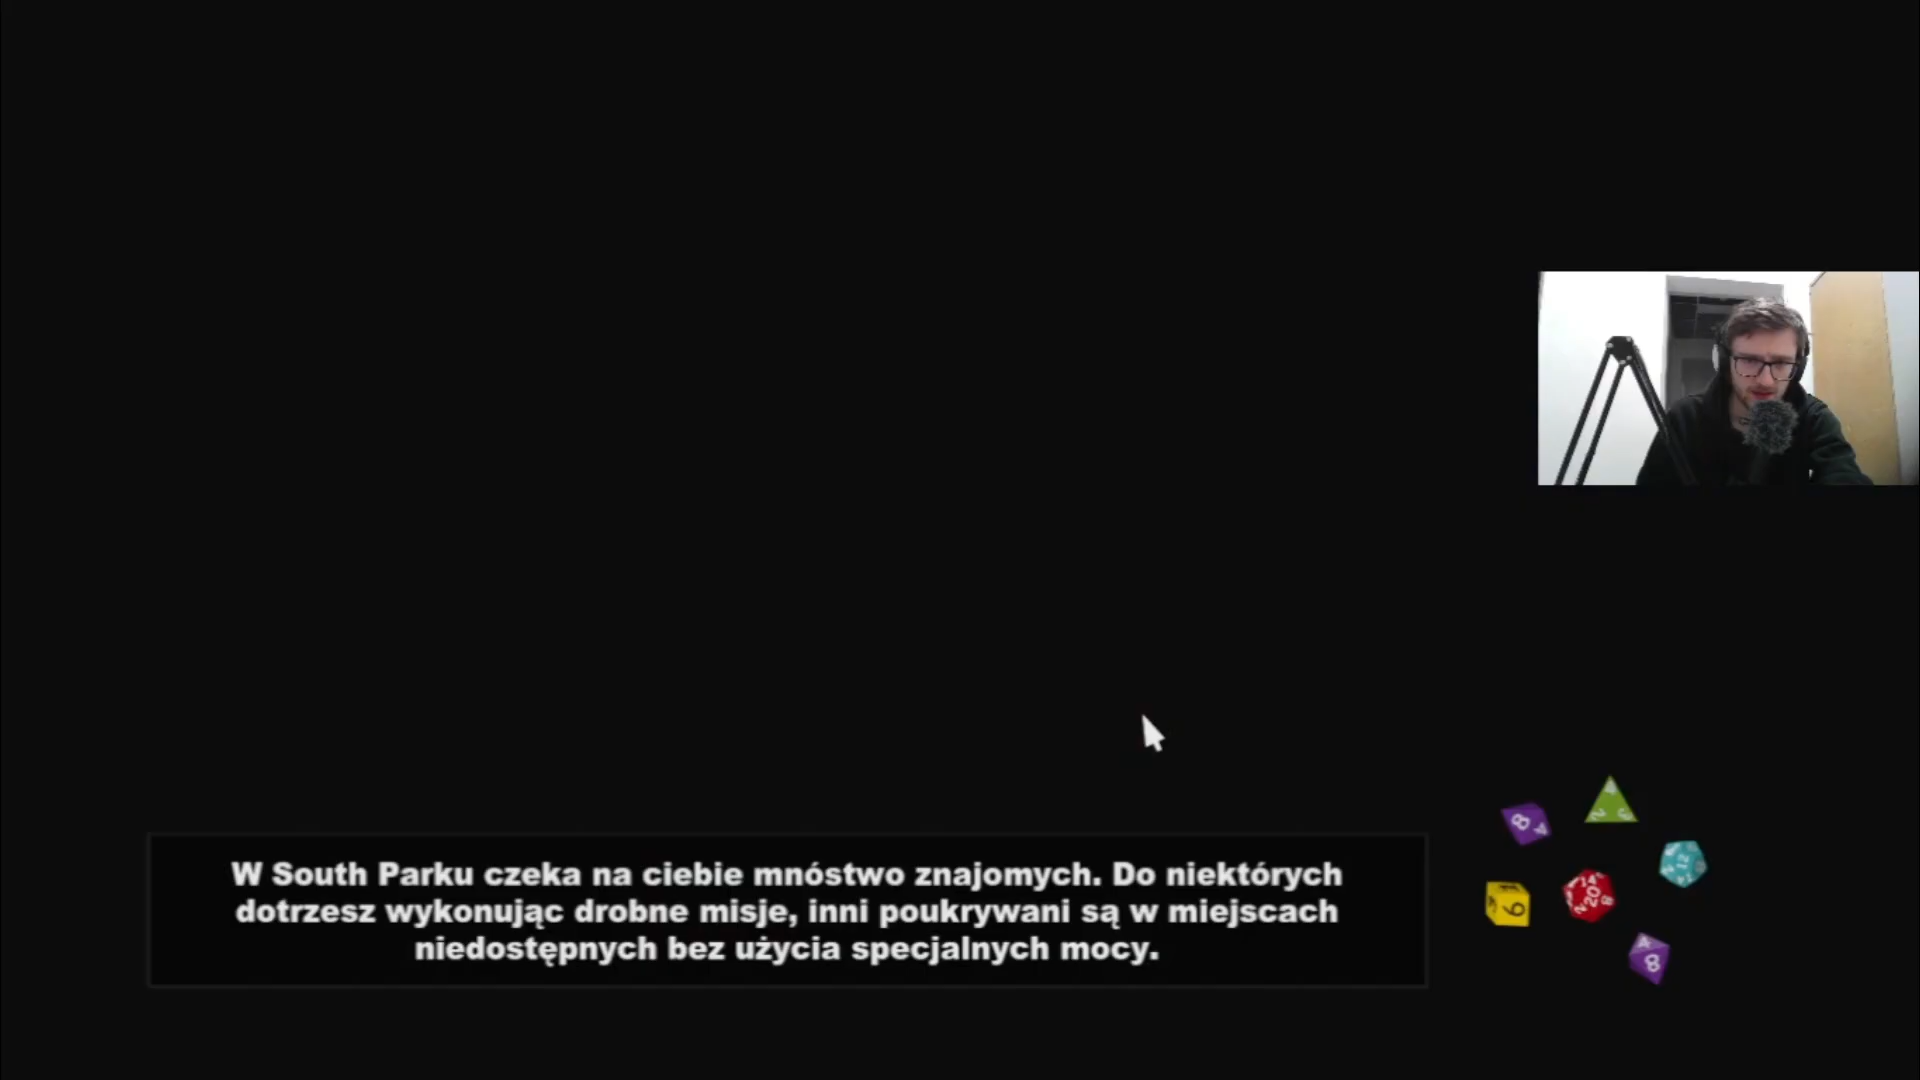 W South Parku czeka na ciebie mnóstwo znajomych. Do niektórych
dotrzesz wykonując drobne misje, inni poukrywani są w miejscach
niedostępnych bez użycia specjalnych mocy.